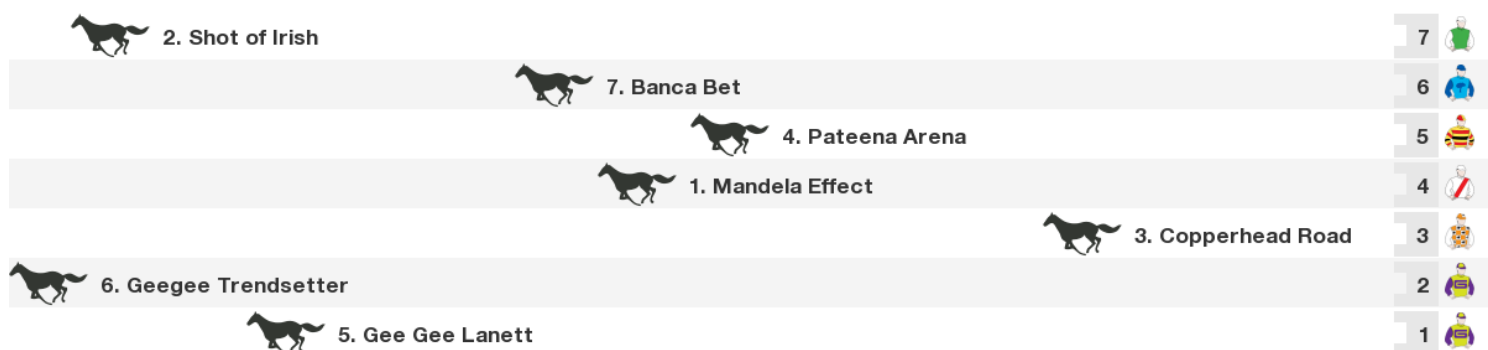 2. Shot of Irish 7
7. Banca Bet 6
4. Pateena Arena 5
1. Mandela Effect 4
3. Copperhead Road 3
6. Geegee Trendsetter 2
5. Gee Gee Lanett 1